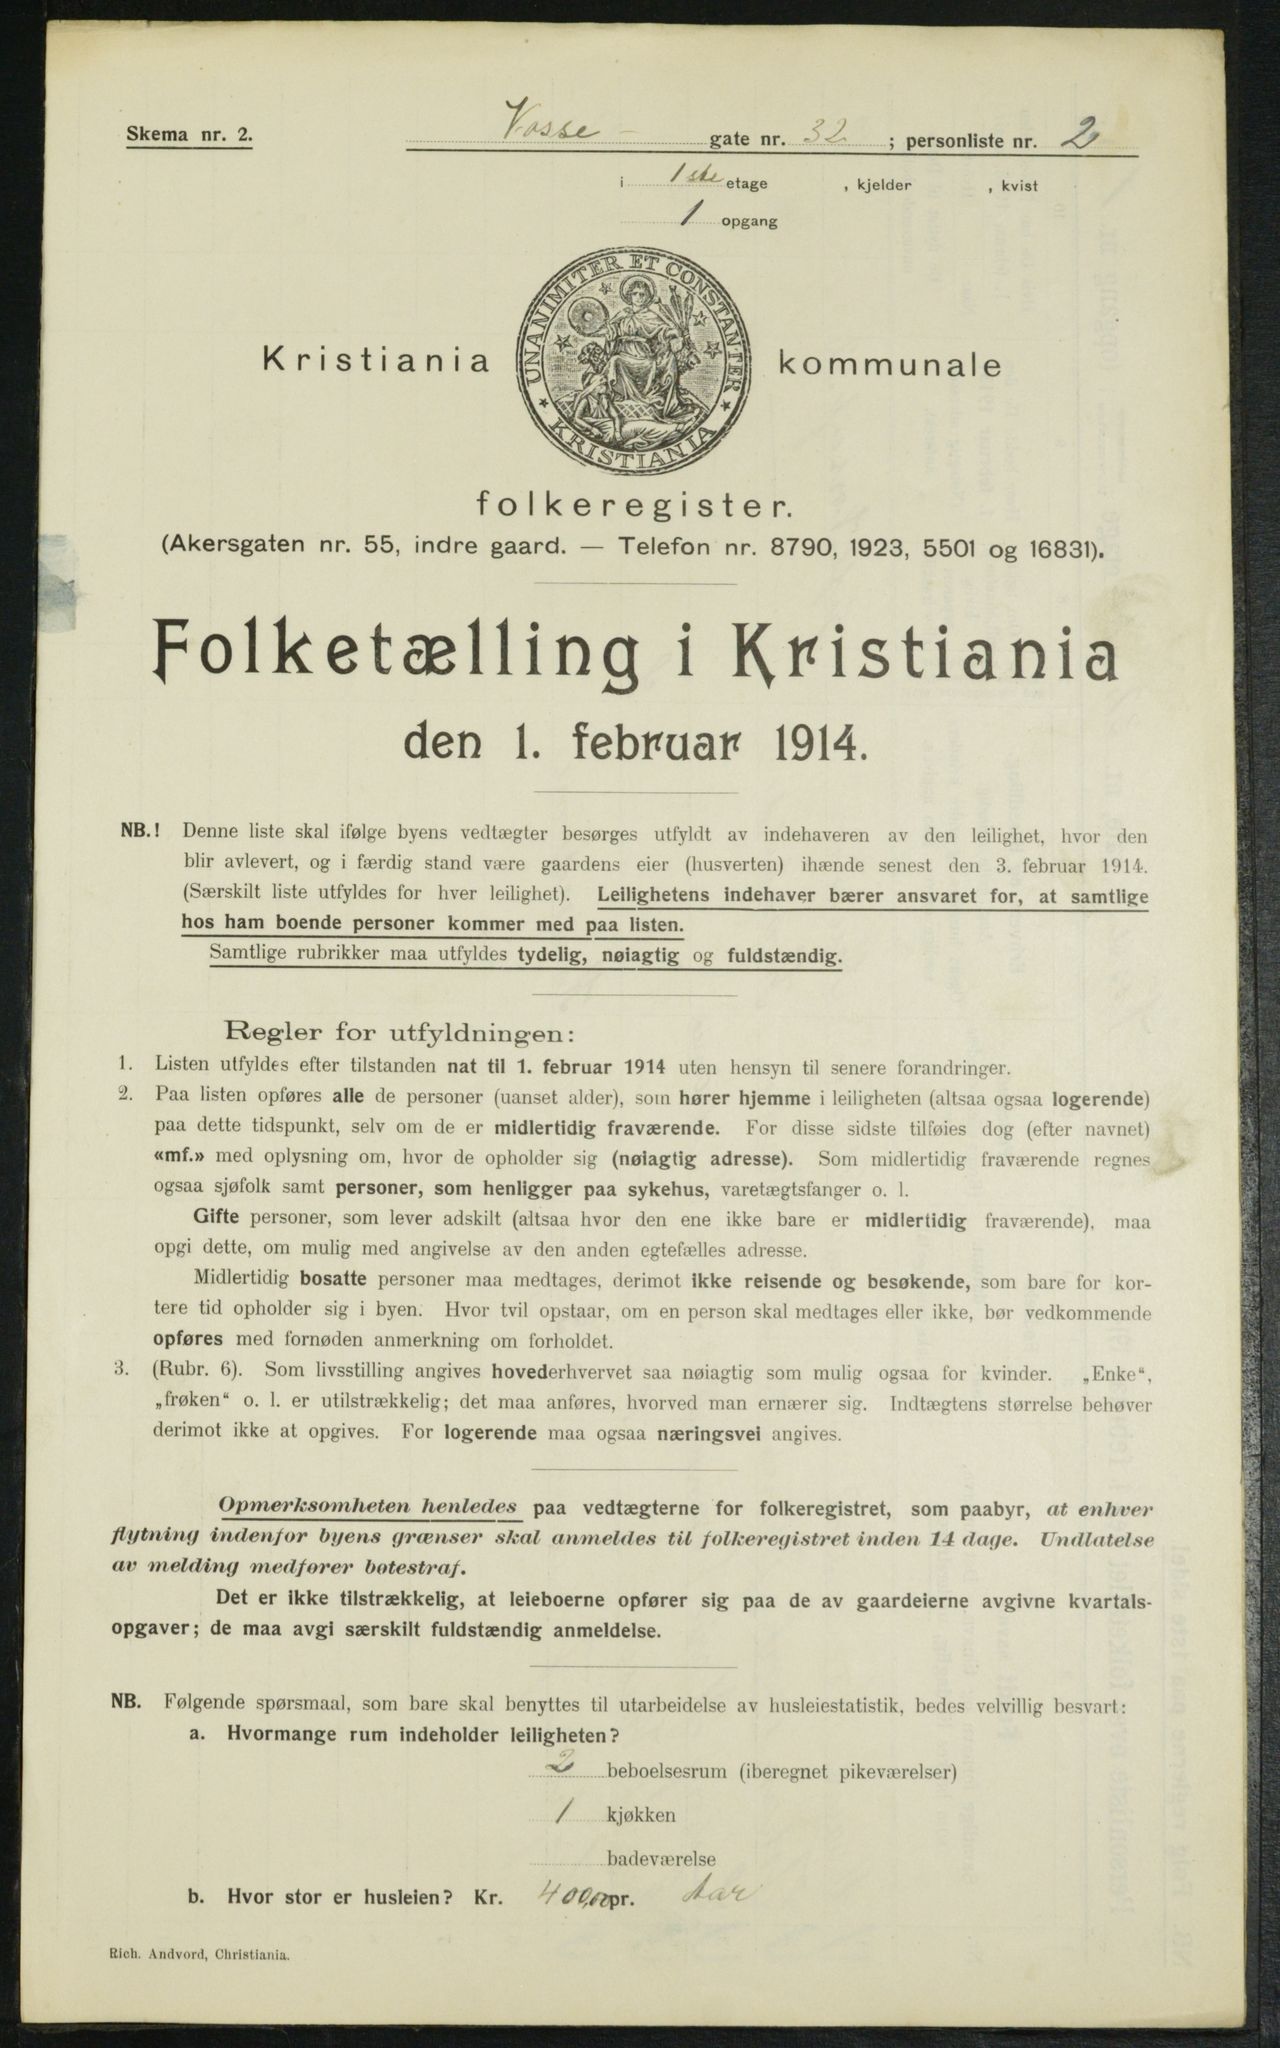 Skema nr. 2.
Vosse- gate nr. 32 ; personliste nr. 2
i 1ste etage , kjelder , kvist
1 opgang
UNANIMITER ET CONSTANTER
KRISTIANIA
Kristiania kommunale
folkeregister.
(Akersgaten nr. 55, indre gaard. — Telefon nr. 8790, 1923, 5501 og 16831).
Folketælling i Kristiania
den 1. februar 1914.
NB.! Denne liste skal ifølge byens vedtægter besørges utfyldt av indehaveren av den leilighet, hvor den
blir avlevert, og i færdig stand være gaardens eier (husverten) ihænde senest den 3. februar 1914.
(Særskilt liste utfyldes for hver leilighet). Leilighetens indehaver bærer ansvaret for, at samtlige
hos ham boende personer kommer med paa listen.
Samtlige rubrikker maa utfyldes tydelig, nøiagtig og fuldstændig.
Regler for utfyldningen:
1. Listen utfyldes efter tilstanden nat til 1. februar 1914 uten hensyn til senere forandringer.
2. Paa listen opføres alle de personer (uanset alder), som hører hjemme i leiligheten (altsaa ogsaa logerende)
paa dette tidspunkt, selv om de er midlertidig fraværende. For disse sidste tilføies dog (efter navnet)
«mf.» med oplysning om, hvor de opholder sig (nøiagtig adresse). Som midlertidig fraværende regnes
ogsaa sjøfolk samt personer, som henligger paa sykehus, varetægtsfanger o. l.
Gifte personer, som lever adskilt (altsaa hvor den ene ikke bare er midlertidig fraværende), maa
opgi dette, om mulig med angivelse av den anden egtefælles adresse.
Midlertidig bosatte personer maa medtages, derimot ikke reisende og besøkende, som bare for kor-
tere tid opholder sig i byen. Hvor tvil opstaar, om en person skal medtages eller ikke, bør vedkommende
opføres med fornøden anmerkning om forholdet.
3. (Rubr. 6). Som livsstilling angives hovederhvervet saa nøiagtig som mulig ogsaa for kvinder. „Enke“,
„frøken“ o. l. er utilstrækkelig; det maa anføres, hvorved man ernærer sig. Indtægtens størrelse behøver
derimot ikke at opgives. For logerende maa ogsaa næringsvei angives.
Opmerksomheten henledes paa vedtægterne for folkeregistret, som paabyr, at enhver
flytning indenfor byens grænser skal anmeldes til folkeregistret inden 14 dage. Undlatelse
av melding medfører bøtestraf.
Det er ikke tilstrækkelig, at leieboerne opfører sig paa de av gaardeierne avgivne kvartals-
opgaver; de maa avgi særskilt fuldstændig anmeldelse.
NB. Følgende spørsmaal, som bare skal benyttes til utarbeidelse av husleiestatistik, bedes velvillig besvart:
a. Hvormange rum indeholder leiligheten?
2 beboelsesrum (iberegnet pikeværelser)
1 kjøkken
badeværelse
b. Hvor stor er husleien? Kr. 400,00 pr. Aar
Rich. Andvord, Christiania.